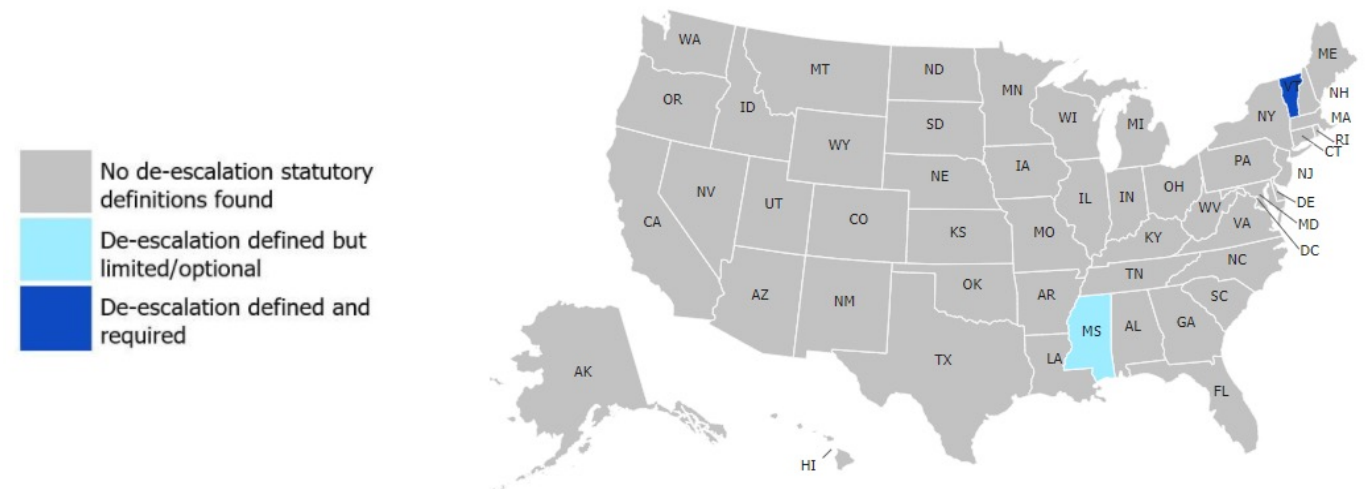 No de-escalation statutory
definitions found
De-escalation defined but
limited/optional
De-escalation defined and
required
WA
MT
ND
MN
ME
OR
ID
SD
WI
MI
VT
NH
NY
MA
RI
CT
WY
IA
PA
NJ
NE
NV
UT
CO
IL
IN
OH
DE
WV
MD
VA
DC
CA
KS
MO
KY
NC
TN
AZ
NM
OK
AR
SC
MS
AL
GA
TX
LA
AK
FL
HI